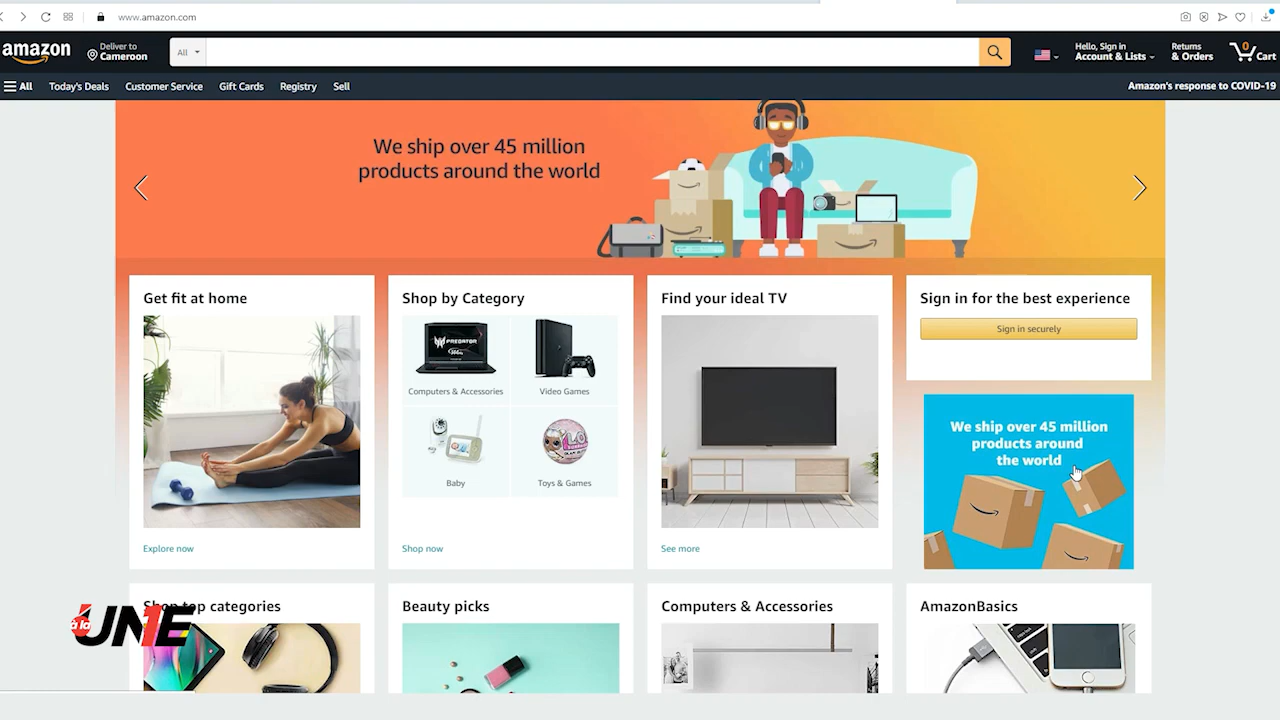 www.amazon.com
amazon
Deliver to
Cameroon
All
Hello, Sign in
Account & Lists
Returns
& Orders
0
Cart
All
Today's Deals
Customer Service
Gift Cards
Registry
Sell
Amazon's response to COVID-19
We ship over 45 million
products around the world
Get fit at home
Explore now
Shop by Category
PREDATOR
Computers & Accessories
Video Games
Baby
L.O.L
Toys & Games
Shop now
Find your ideal TV
See more
Sign in for the best experience
Sign in securely
We ship over 45 million
products around
the world
Shop top categories
Beauty picks
Computers & Accessories
AmazonBasics
à la
UNE